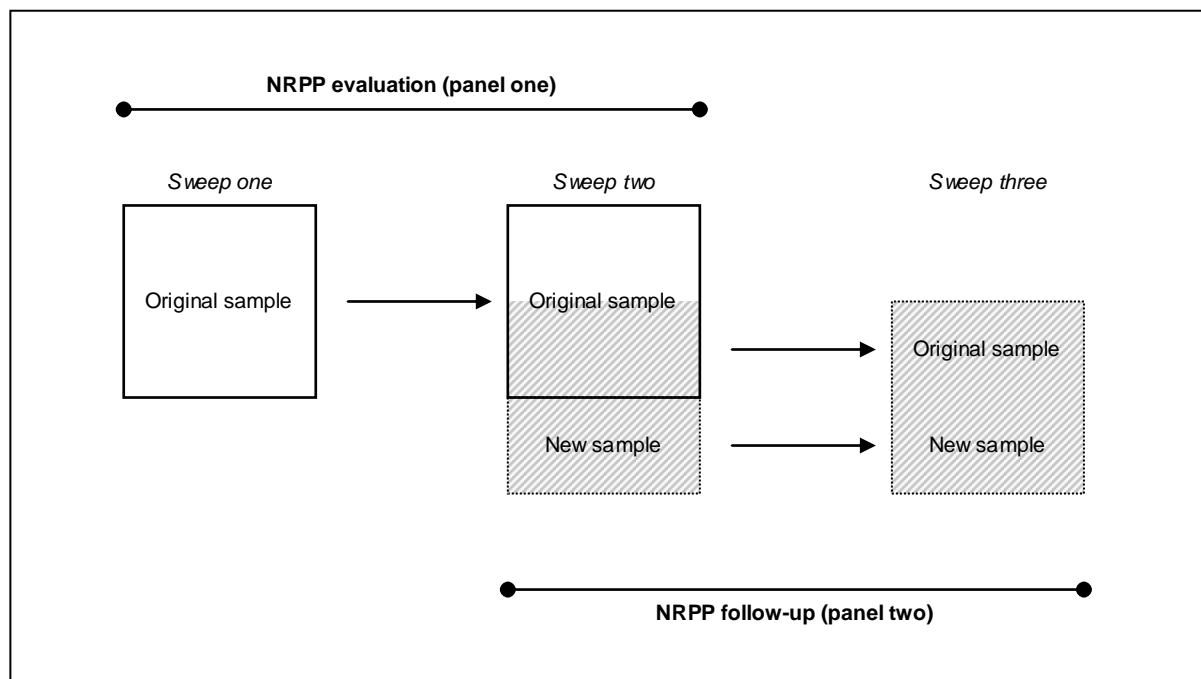 NRPP evaluation (panel one)
Sweep one
Sweep two
Sweep three
Original sample
Original sample
Original sample
New sample
New sample
NRPP follow-up (panel two)